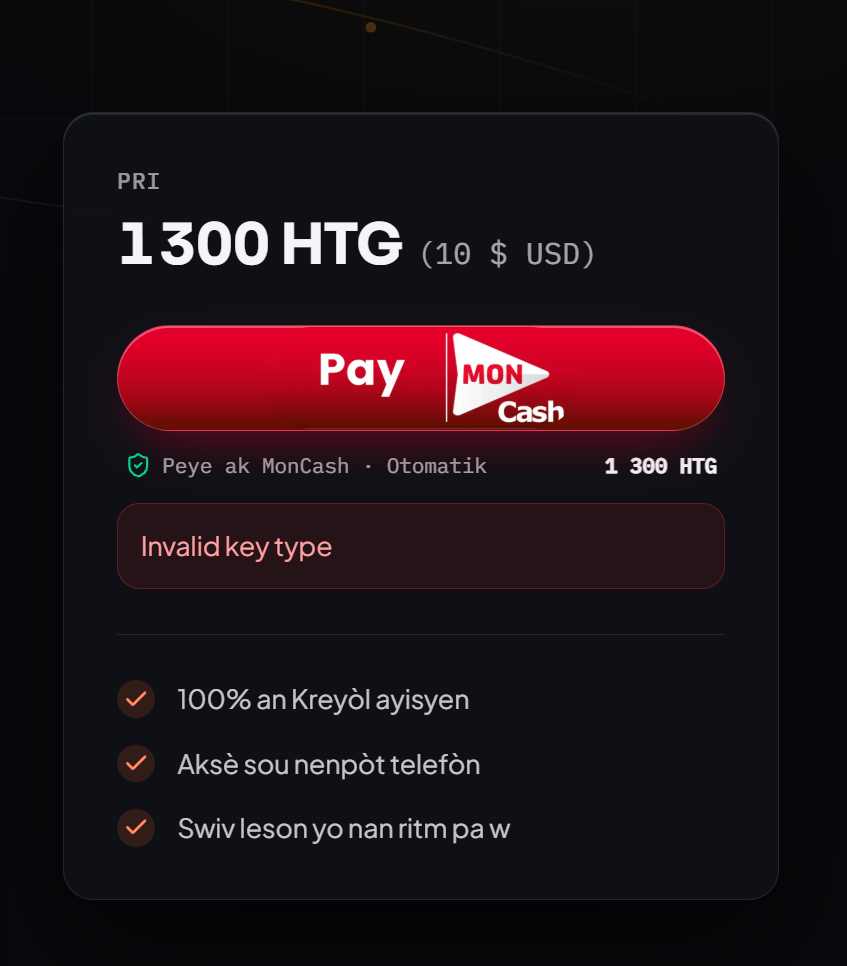 PRI
1 300 HTG (10 $ USD)
Pay MON Cash
Peye ak MonCash · Otomatik 1 300 HTG
Invalid key type
100% an Kreyòl ayisyen
Aksè sou nenpòt telefòn
Swiv leson yo nan ritm pa w